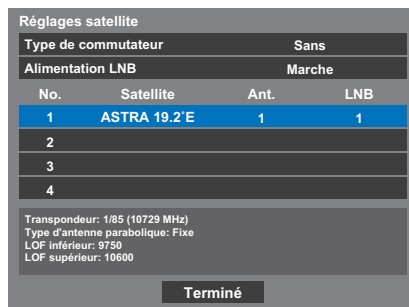 Réglages satellite
Type de commutateur Sans
Alimentation LNB Marche
No. Satellite Ant. LNB
1 ASTRA 19.2˚E 1 1
2
3
4
Transpondeur: 1/85 (10729 MHz)
Type d'antenne parabolique: Fixe
LOF inférieur: 9750
LOF supérieur: 10600
Terminé